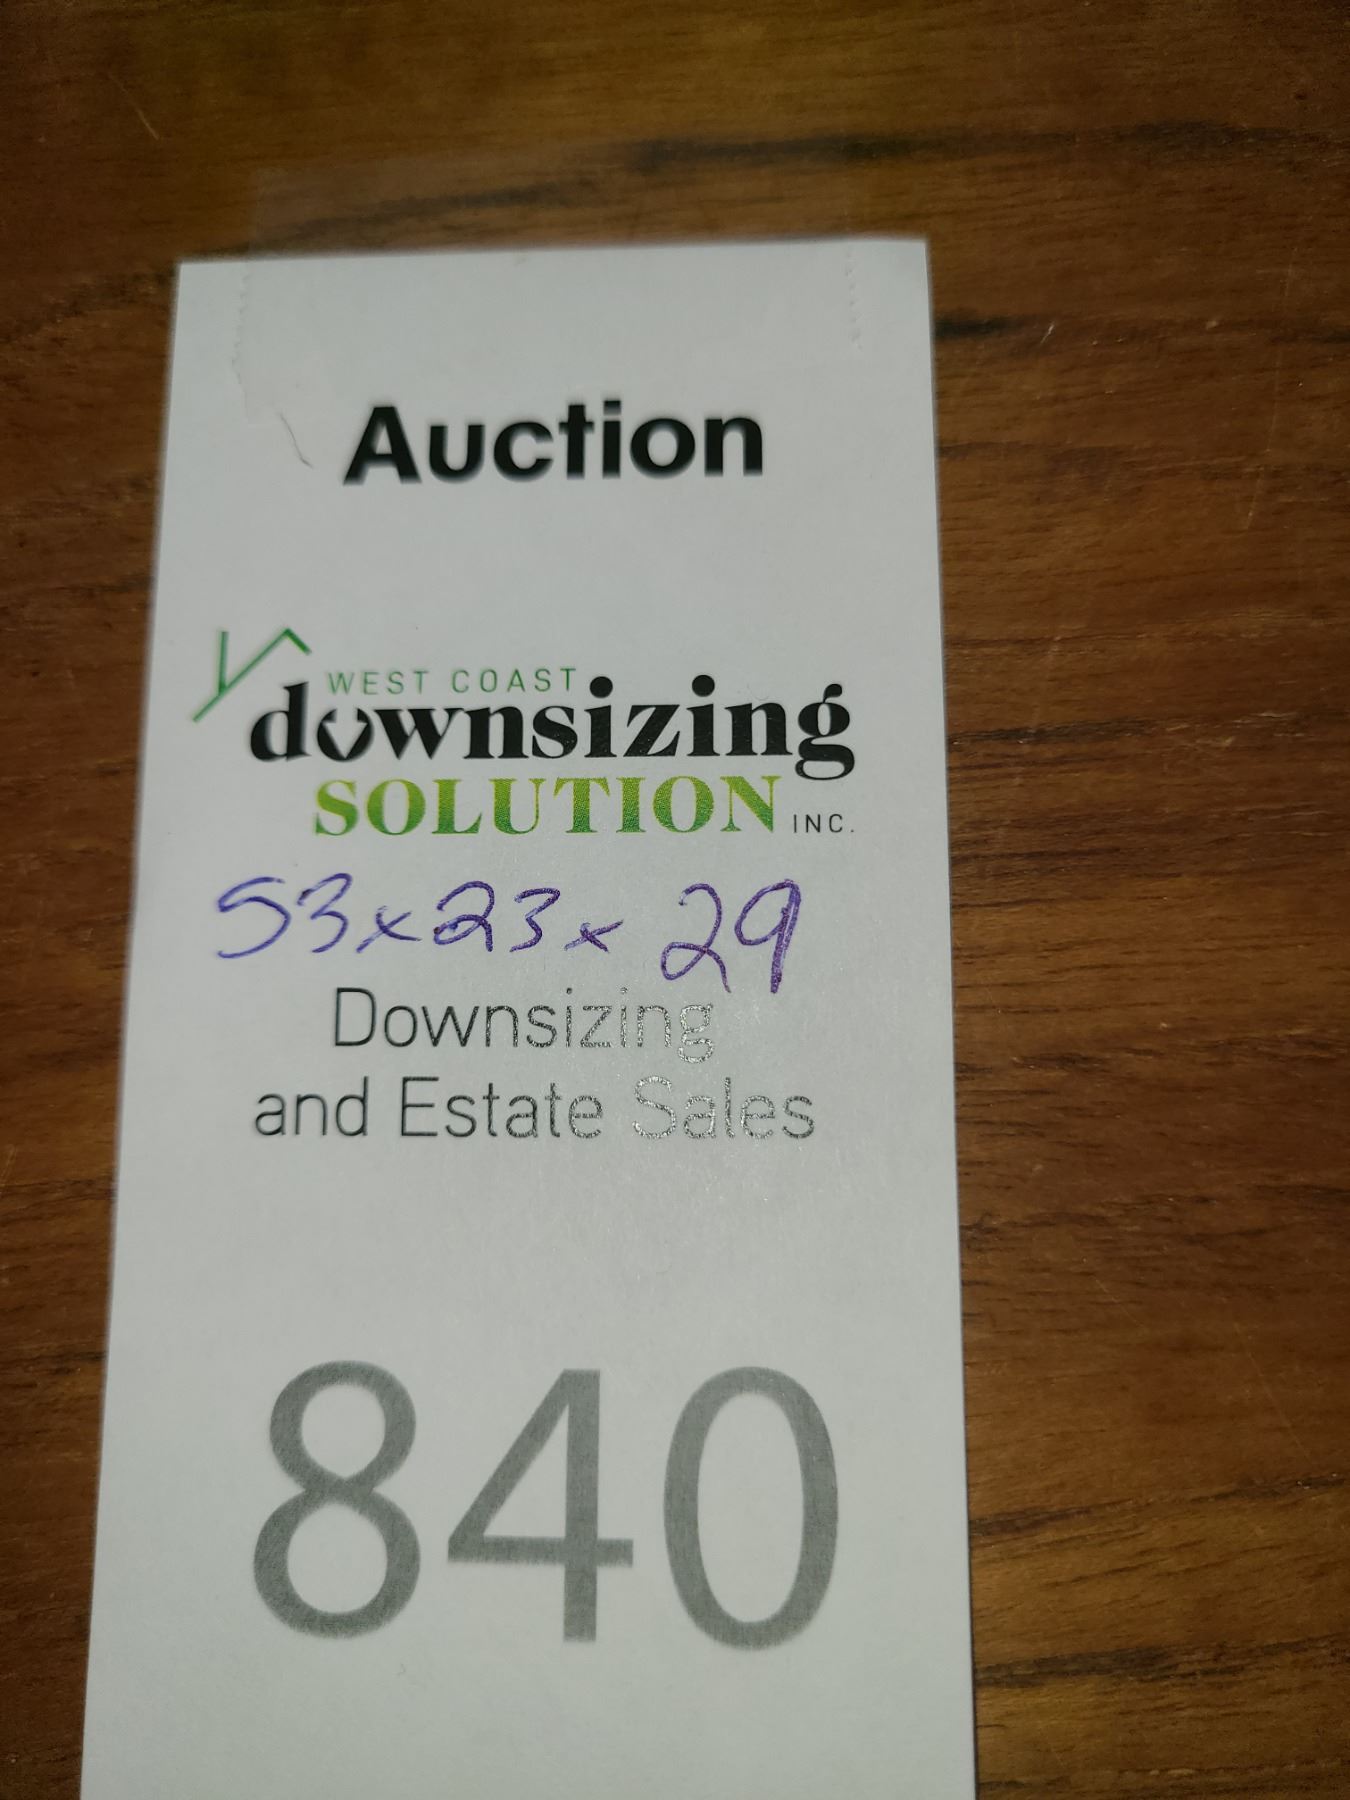 Auction
WEST COAST
downsizing
SOLUTION INC.
53x23x29
Downsizing
and Estate Sales
840